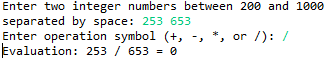 Enter two integer numbers between 200 and 1000
separated by space: 253 653
Enter operation symbol (+, -, *, or /): /
Evaluation: 253 / 653 = 0